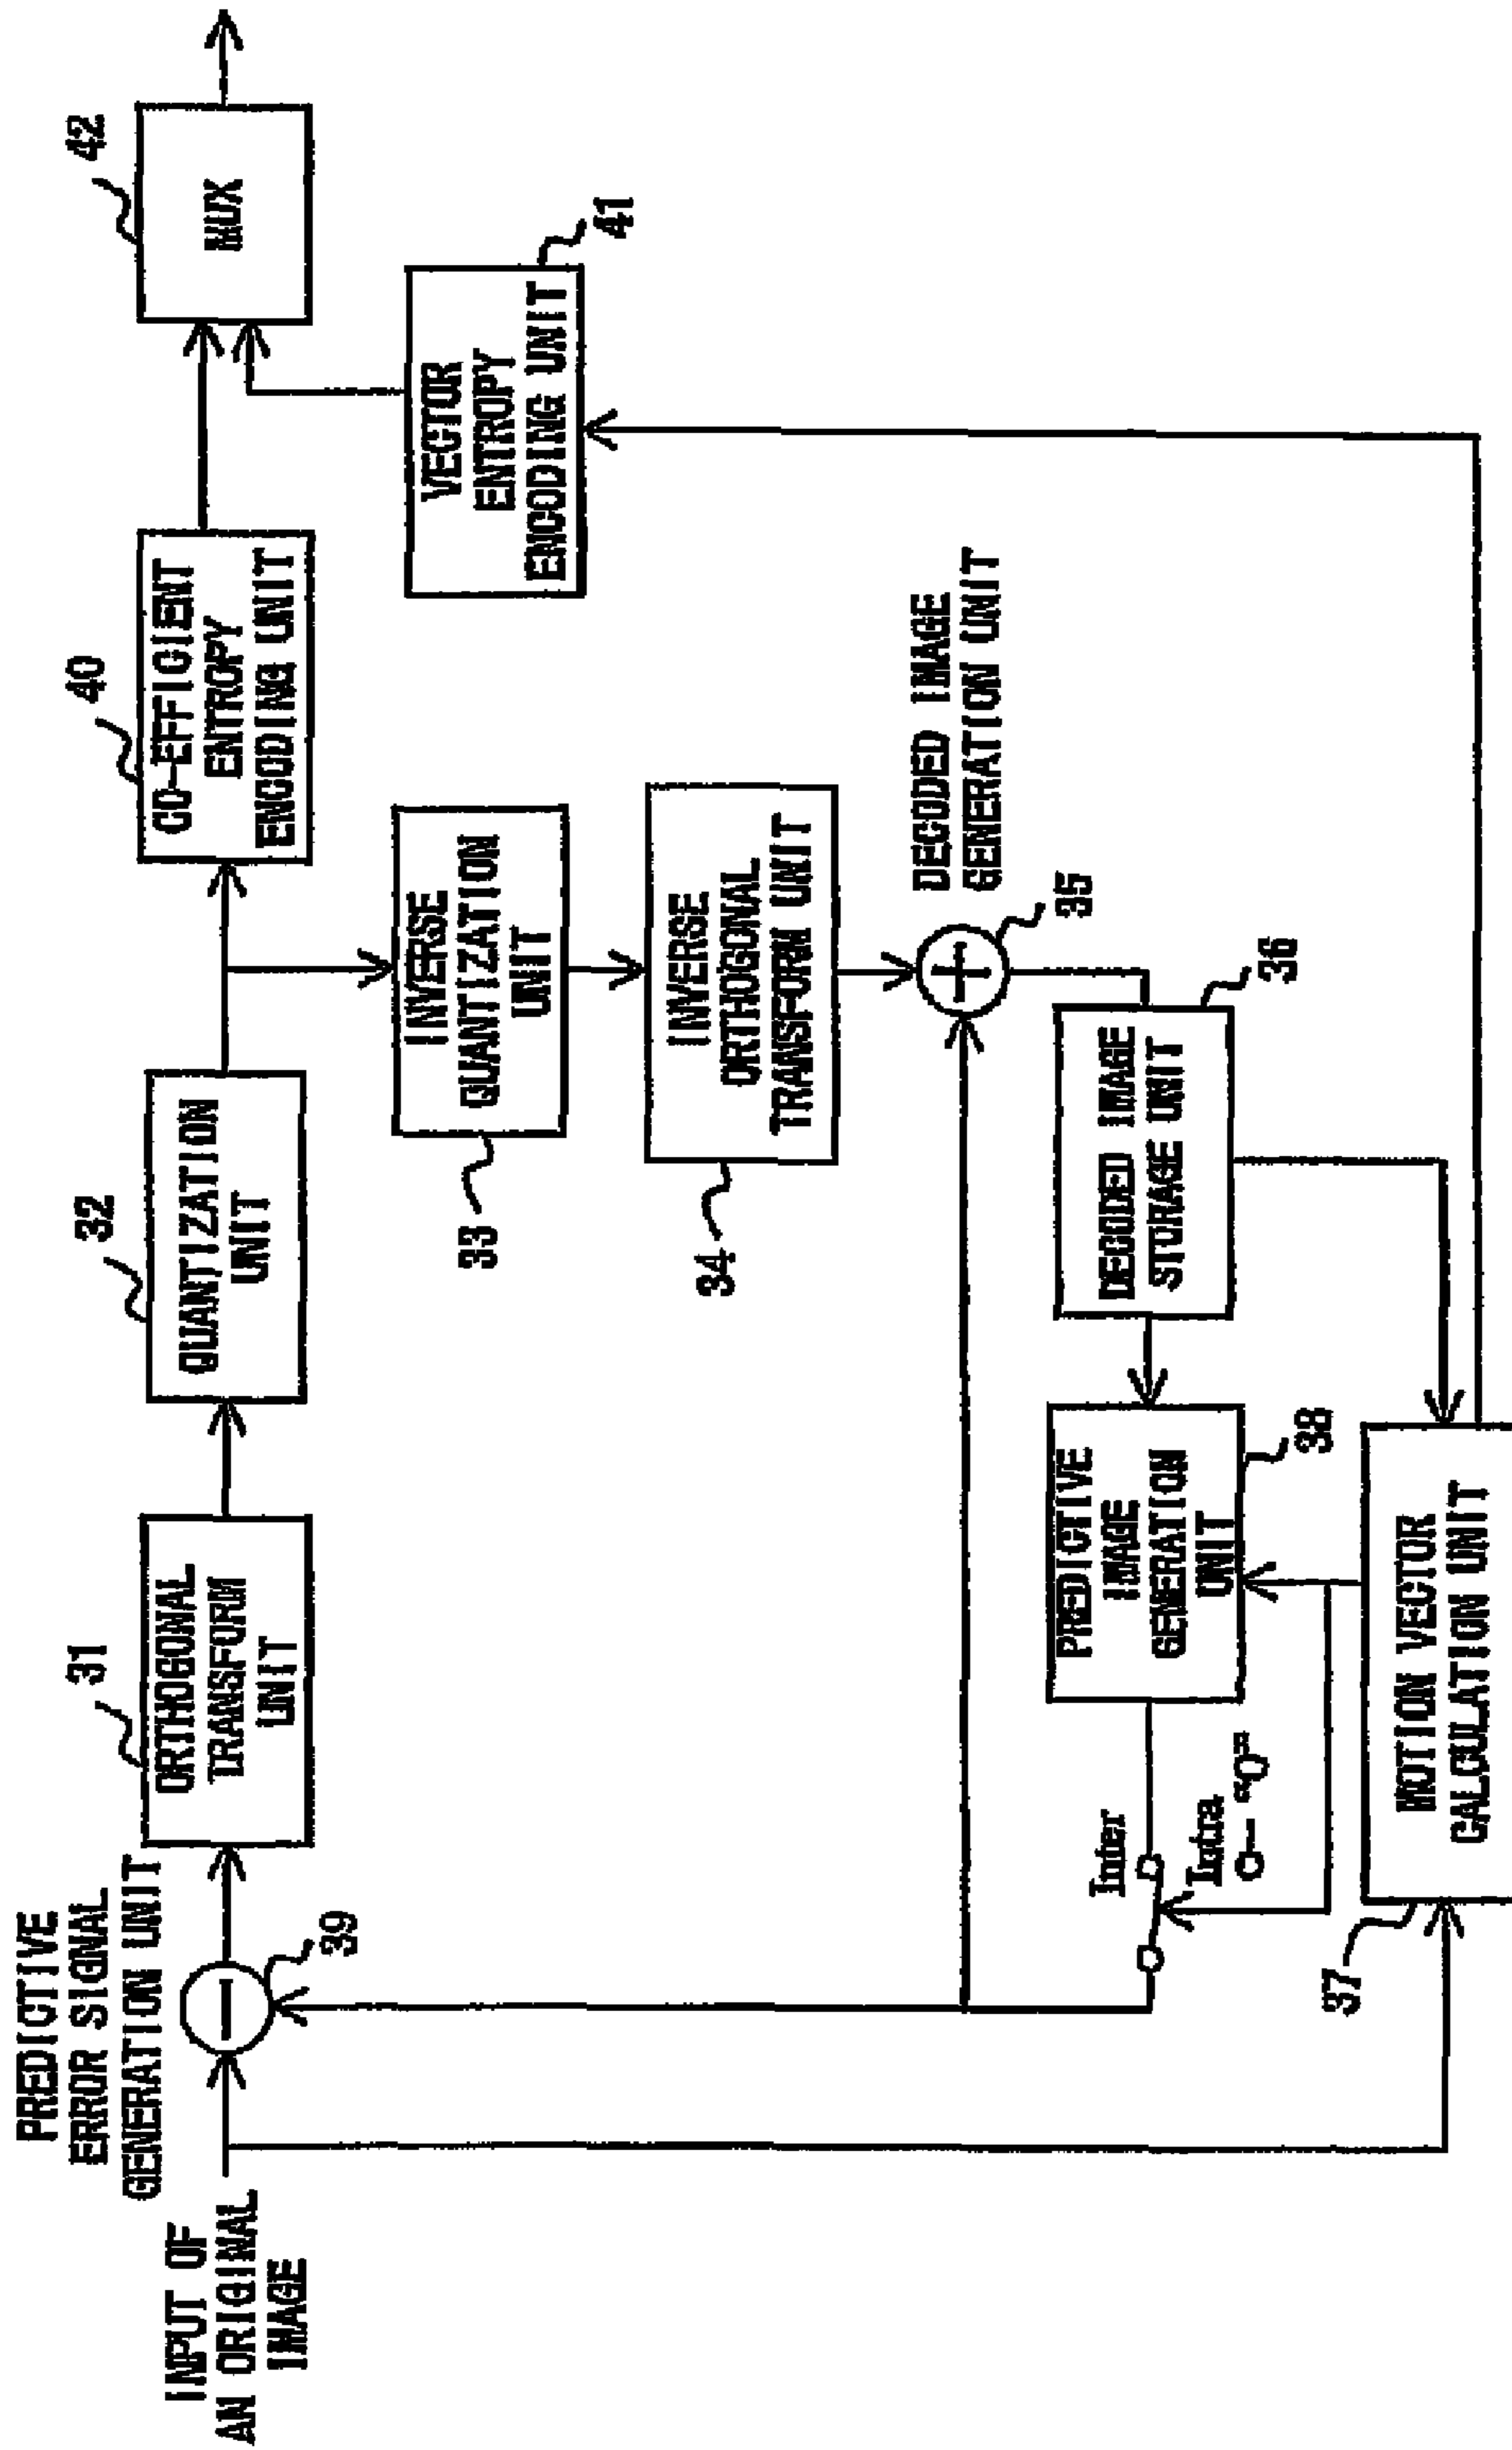 PREDICTIVE
ERROR SIGNAL
GENERATION UNIT
INPUT OF
AN ORIGINAL
IMAGE
39
31
ORTHOGONAL
TRANSFORM
UNIT
32
QUANTIZATION
UNIT
40
CO-EFFICIENT
ENTROPY
ENCODING UNIT
42
MUX
INVERSE
QUANTIZATION
UNIT
33
VECTOR
ENTROPY
ENCODING UNIT
41
INVERSE
ORTHOGONAL
TRANSFORM UNIT
34
DECODED IMAGE
GENERATION UNIT
35
DECODED IMAGE
STORAGE UNIT
36
PREDICTIVE
IMAGE
GENERATION
UNIT
38
Inter
Intra
"0"
MOTION VECTOR
CALCULATION UNIT
37